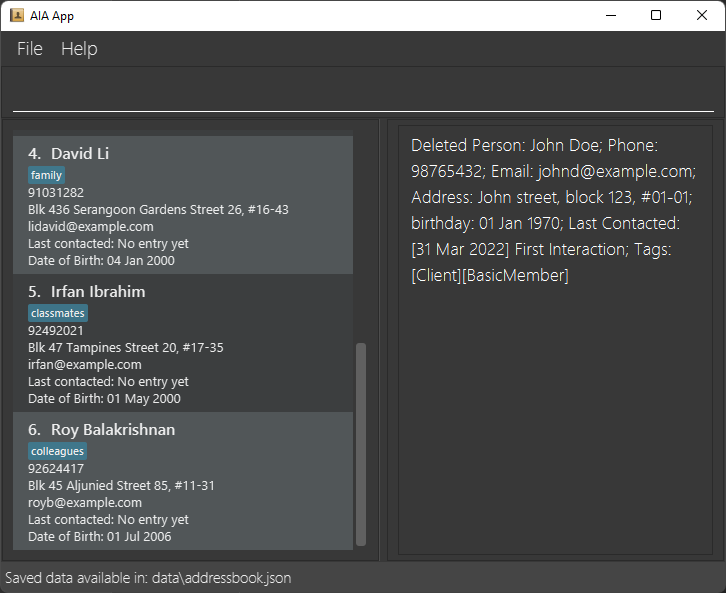 AIA App
File Help
4. David Li
family
91031282
Blk 436 Serangoon Gardens Street 26, #16-43
lidavid@example.com
Last contacted: No entry yet
Date of Birth: 04 Jan 2000
5. Irfan Ibrahim
classmates
92492021
Blk 47 Tampines Street 20, #17-35
irfan@example.com
Last contacted: No entry yet
Date of Birth: 01 May 2000
6. Roy Balakrishnan
colleagues
92624417
Blk 45 Aljunied Street 85, #11-31
royb@example.com
Last contacted: No entry yet
Date of Birth: 01 Jul 2006
Deleted Person: John Doe; Phone:
98765432; Email: johnd@example.com;
Address: John street, block 123, #01-01;
birthday: 01 Jan 1970; Last Contacted:
[31 Mar 2022] First Interaction; Tags:
[Client][BasicMember]
Saved data available in: data\addressbook.json